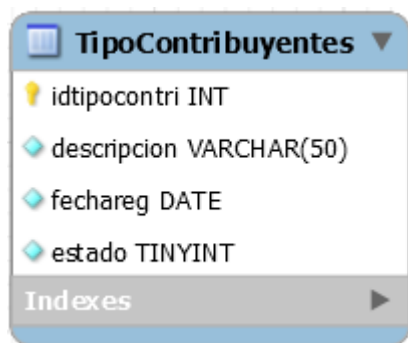 TipoContribuyentes
idtipocontri INT
descripcion VARCHAR(50)
fechareg DATE
estado TINYINT
Indexes